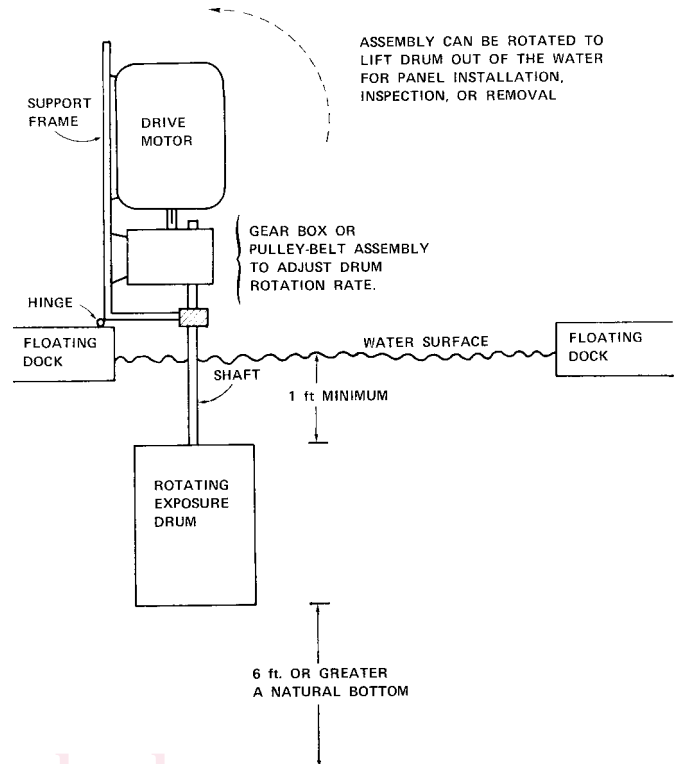 ASSEMBLY CAN BE ROTATED TO
LIFT DRUM OUT OF THE WATER
FOR PANEL INSTALLATION,
INSPECTION, OR REMOVAL
SUPPORT
FRAME
DRIVE
MOTOR
GEAR BOX OR
PULLEY-BELT ASSEMBLY
TO ADJUST DRUM
ROTATION RATE.
HINGE
FLOATING
DOCK
WATER SURFACE
FLOATING
DOCK
SHAFT
1 ft MINIMUM
ROTATING
EXPOSURE
DRUM
6 ft. OR GREATER
A NATURAL BOTTOM